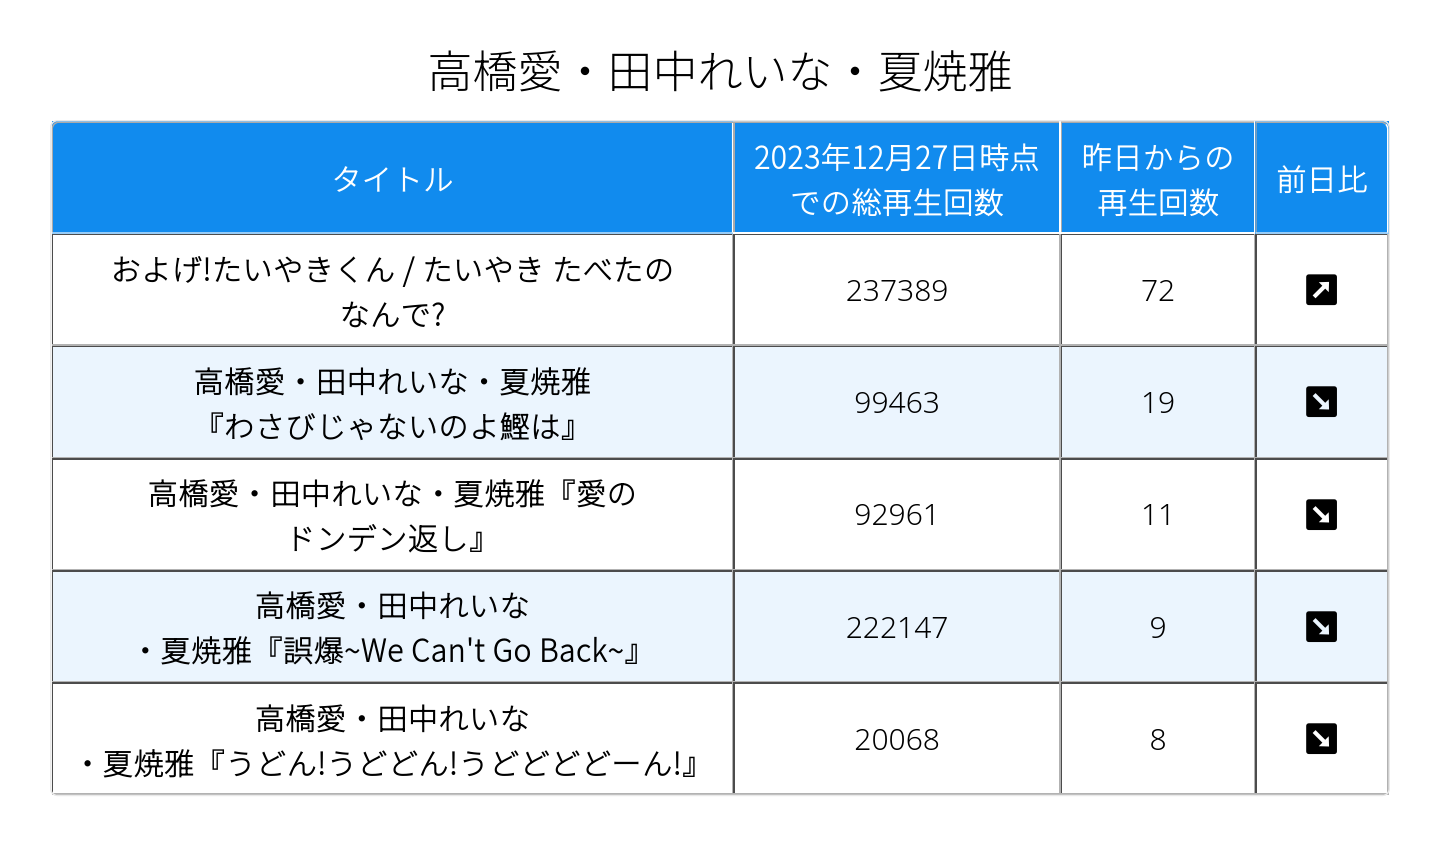 高橋愛・田中れいな・夏焼雅
タイトル
2023年12月27日時点
での総再生回数
昨日からの
再生回数
前日比
およげ!たいやきくん / たいやき たべたの
なんで?
237389
72
高橋愛・田中れいな・夏焼雅
『わさびじゃないのよ鰹は』
99463
19
高橋愛・田中れいな・夏焼雅『愛の
ドンデン返し』
92961
11
高橋愛・田中れいな
・夏焼雅『誤爆~We Can't Go Back~』
222147
9
高橋愛・田中れいな
・夏焼雅『うどん!うどどん!うどどどどーん!』
20068
8